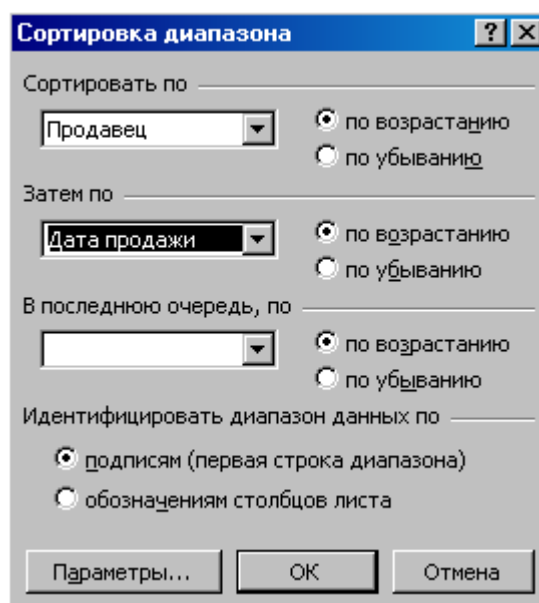 Сортировка диапазона
Сортировать по
Продавец
по возрастанию
по убыванию
Затем по
Дата продажи
по возрастанию
по убыванию
В последнюю очередь, по
по возрастанию
по убыванию
Идентифицировать диапазон данных по
подписям (первая строка диапазона)
обозначениям столбцов листа
Параметры... ОК Отмена